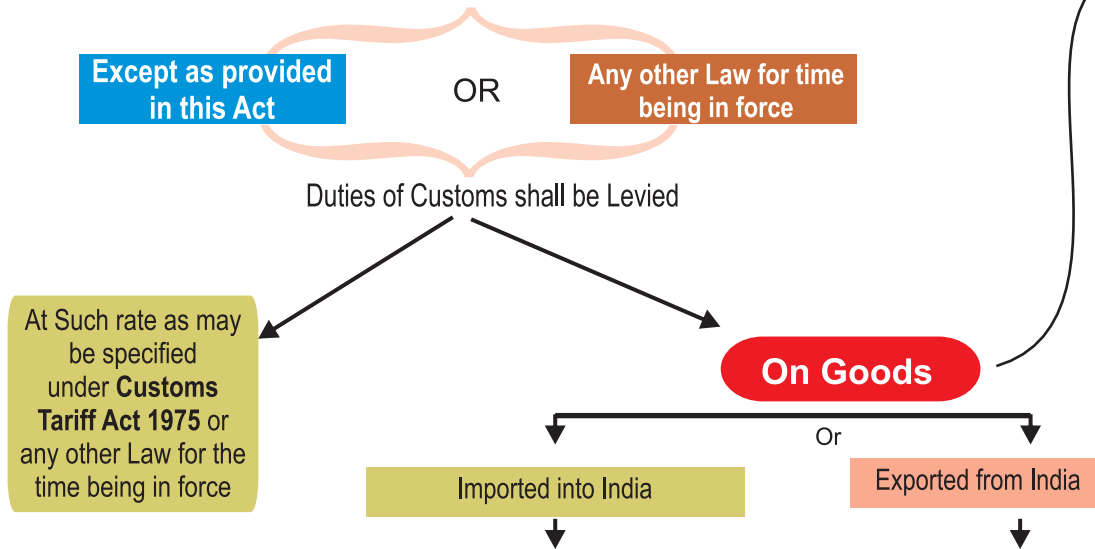 Except as provided
in this Act
OR
Any other Law for time
being in force
Duties of Customs shall be Levied
At Such rate as may
be specified
under Customs
Tariff Act 1975 or
any other Law for the
time being in force
On Goods
Or
Imported into India
Exported from India